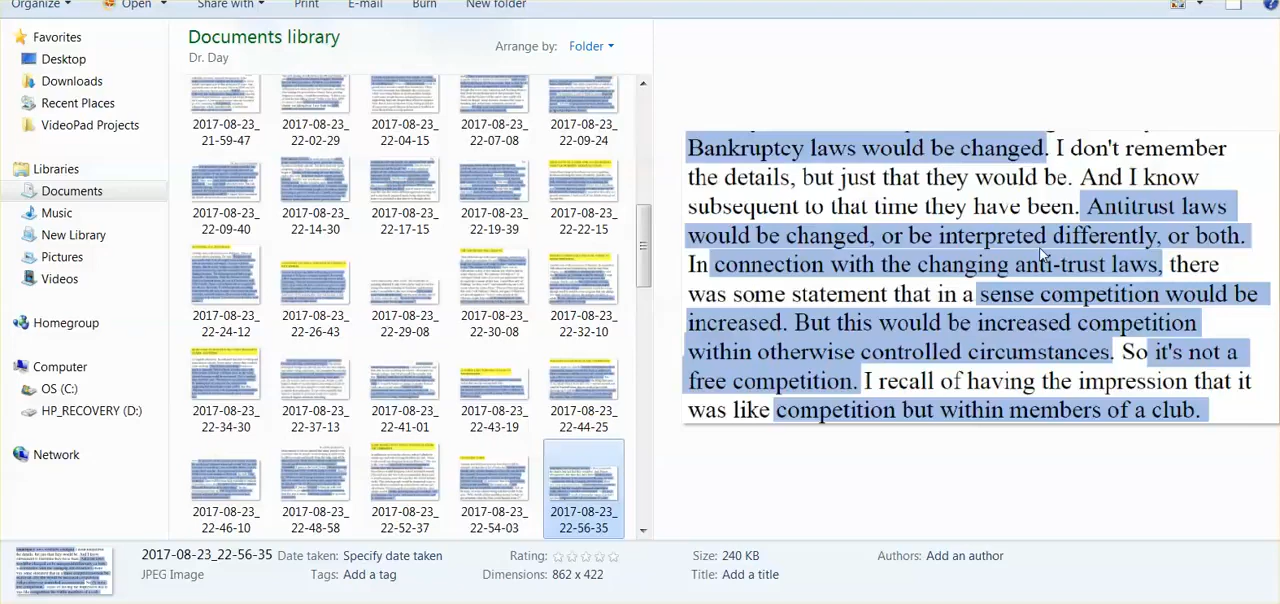 Organize
Open
Share with
Print
E-mail
Burn
New folder
Favorites
Desktop
Downloads
Recent Places
VideoPad Projects
Libraries
Documents
Music
New Library
Pictures
Videos
Homegroup
Computer
OS (C:)
HP_RECOVERY (D:)
Network
Documents library
Dr. Day
Arrange by: Folder
2017-08-23_ 2017-08-23_ 2017-08-23_ 2017-08-23_ 2017-08-23_
21-59-47 22-02-29 22-04-15 22-07-08 22-09-24
2017-08-23_ 2017-08-23_ 2017-08-23_ 2017-08-23_ 2017-08-23_
22-09-40 22-14-30 22-17-15 22-19-39 22-22-15
2017-08-23_ 2017-08-23_ 2017-08-23_ 2017-08-23_ 2017-08-23_
22-24-12 22-26-43 22-29-08 22-30-08 22-32-10
2017-08-23_ 2017-08-23_ 2017-08-23_ 2017-08-23_ 2017-08-23_
22-34-30 22-37-13 22-41-01 22-43-19 22-44-25
2017-08-23_ 2017-08-23_ 2017-08-23_ 2017-08-23_ 2017-08-23_
22-46-10 22-48-58 22-52-37 22-54-03 22-56-35
Bankruptcy laws would be changed. I don't remember
the details, but just that they would be. And I know
subsequent to that time they have been. Antitrust laws
would be changed, or be interpreted differently, or both.
In connection with the changing anti-trust laws, there
was some statement that in a sense competition would be
increased. But this would be increased competition
within otherwise controlled circumstances. So it's not a
free competition. I recall of having the impression that it
was like competition but within members of a club.
2017-08-23_22-56-35 Date taken: Specify date taken Rating: Size: Authors: Add an author
JPEG Image Tags: Add a tag Dimensions: 862 x 422 Title: Add a title